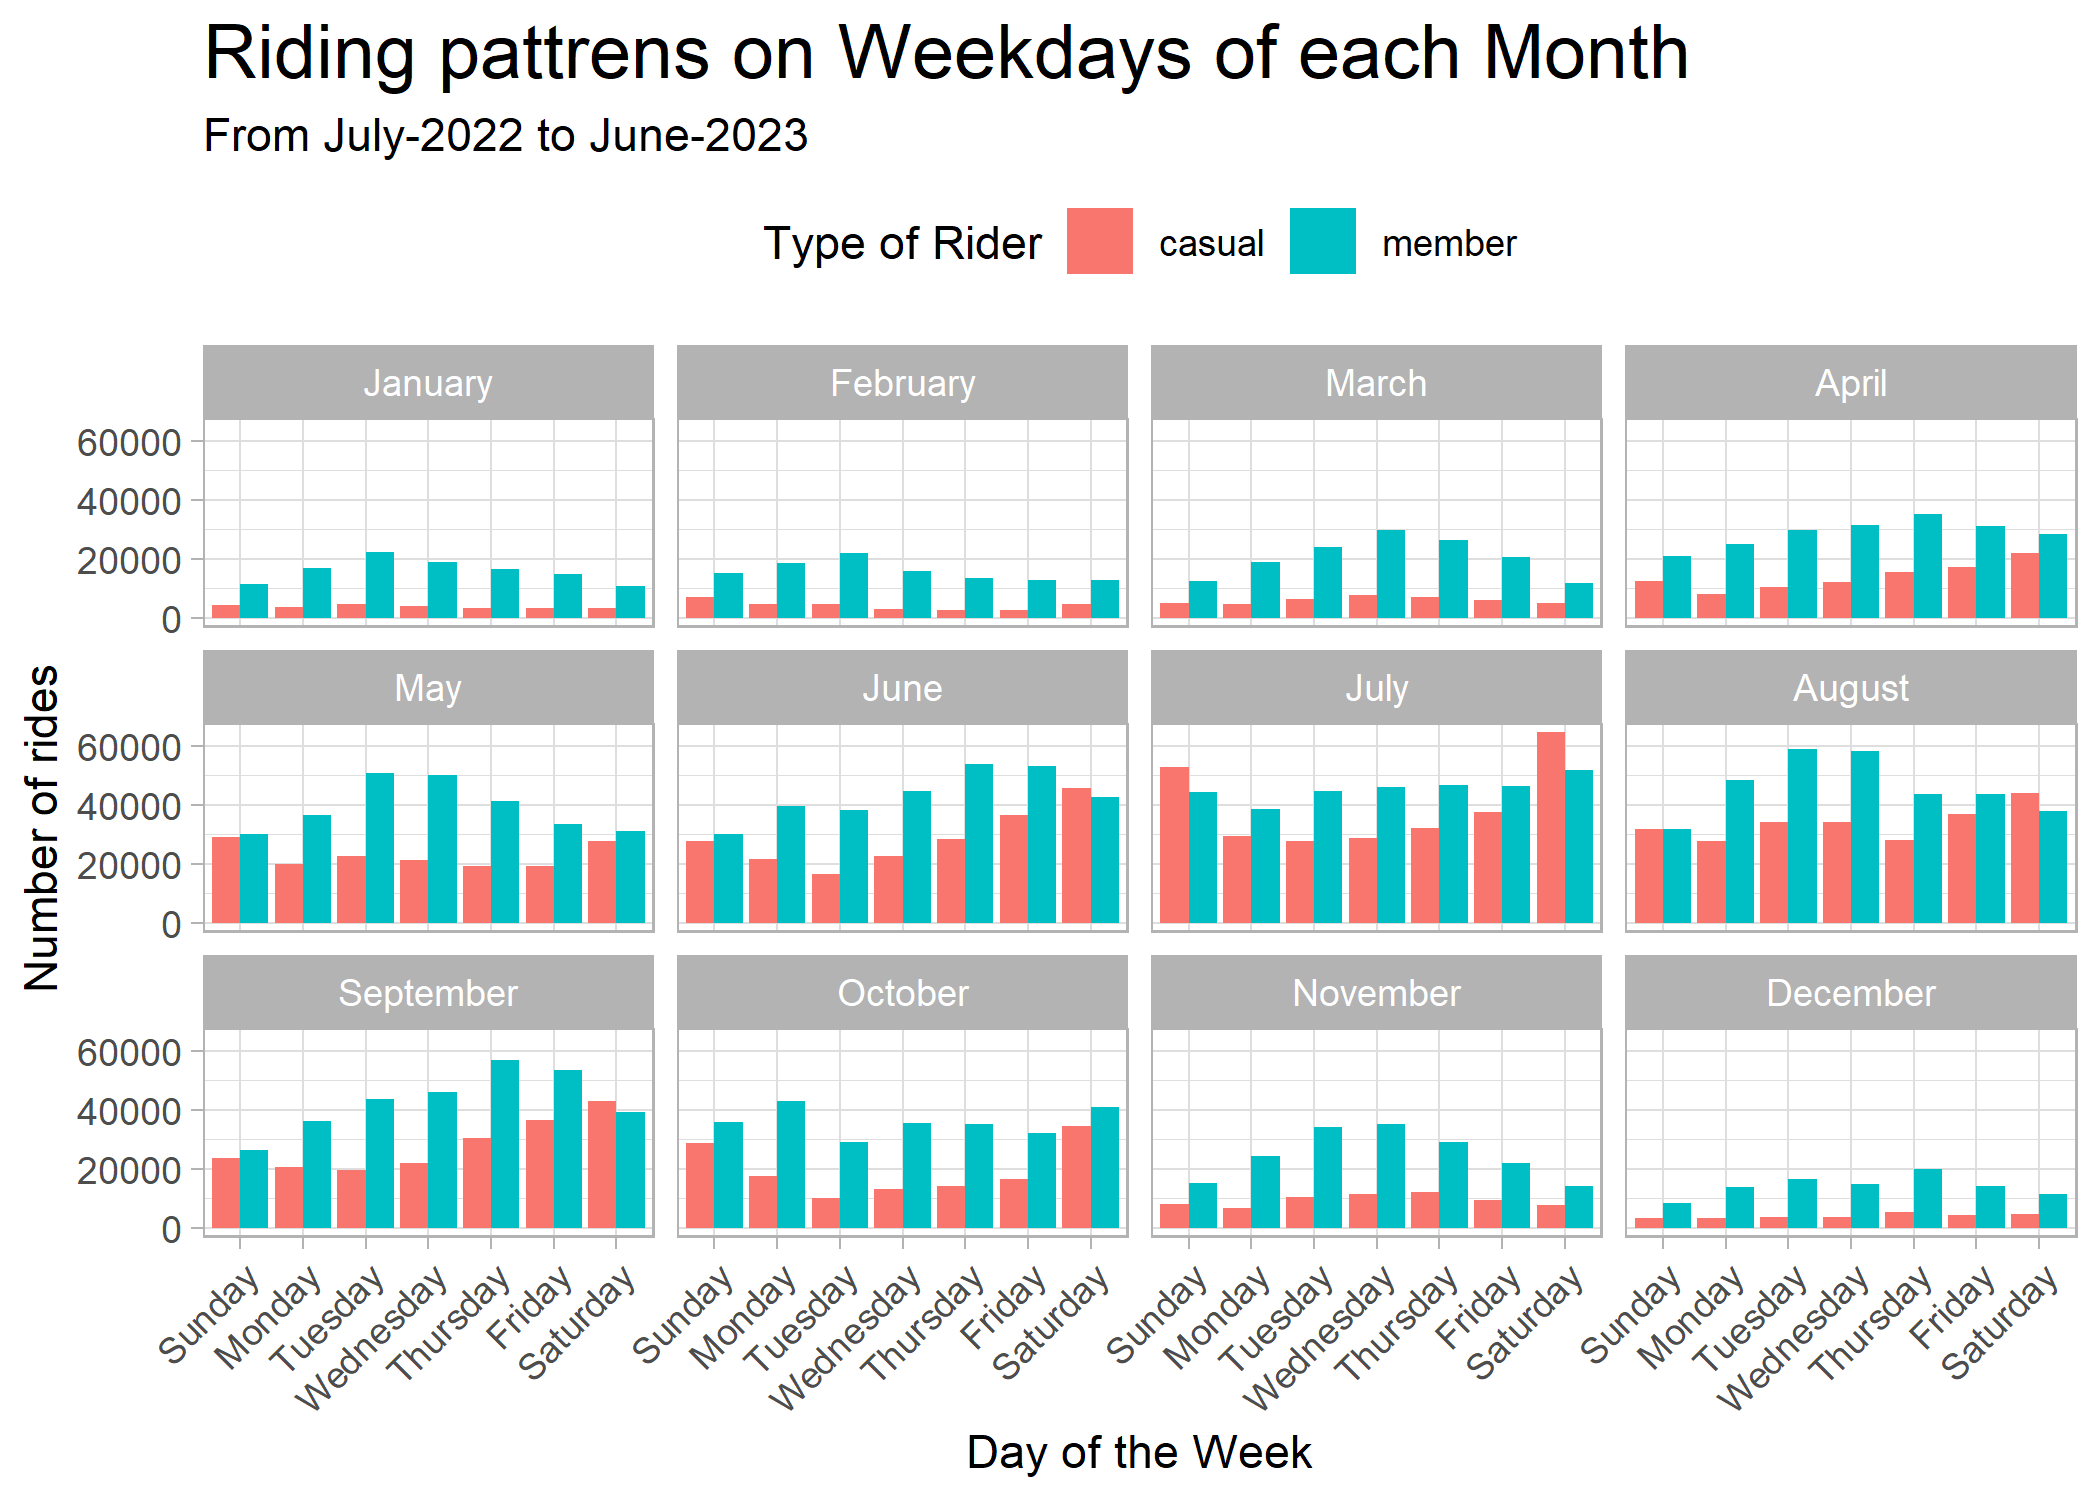 Riding pattrens on Weekdays of each Month
From July-2022 to June-2023
Type of Rider casual member
January February March April
60000
40000
20000
0
May June July August
60000
40000
20000
0
September October November December
60000
40000
20000
0
Number of rides
Sunday Monday Tuesday Wednesday Thursday Friday Saturday Sunday Monday Tuesday Wednesday Thursday Friday Saturday Sunday Monday Tuesday Wednesday Thursday Friday Saturday Sunday Monday Tuesday Wednesday Thursday Friday Saturday
Day of the Week